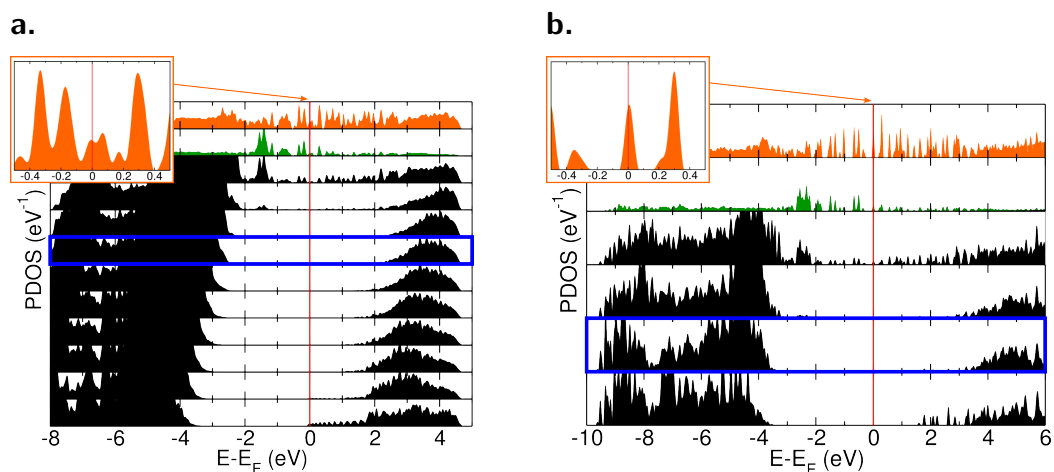 a.
b.
-0.4 -0.2 0 0.2 0.4
-0.4 -0.2 0 0.2 0.4
PDOS (eV⁻¹)
PDOS (eV⁻¹)
-8 -6 -4 -2 0 2 4
-10 -8 -6 -4 -2 0 2 4 6
E-E_F (eV)
E-E_F (eV)